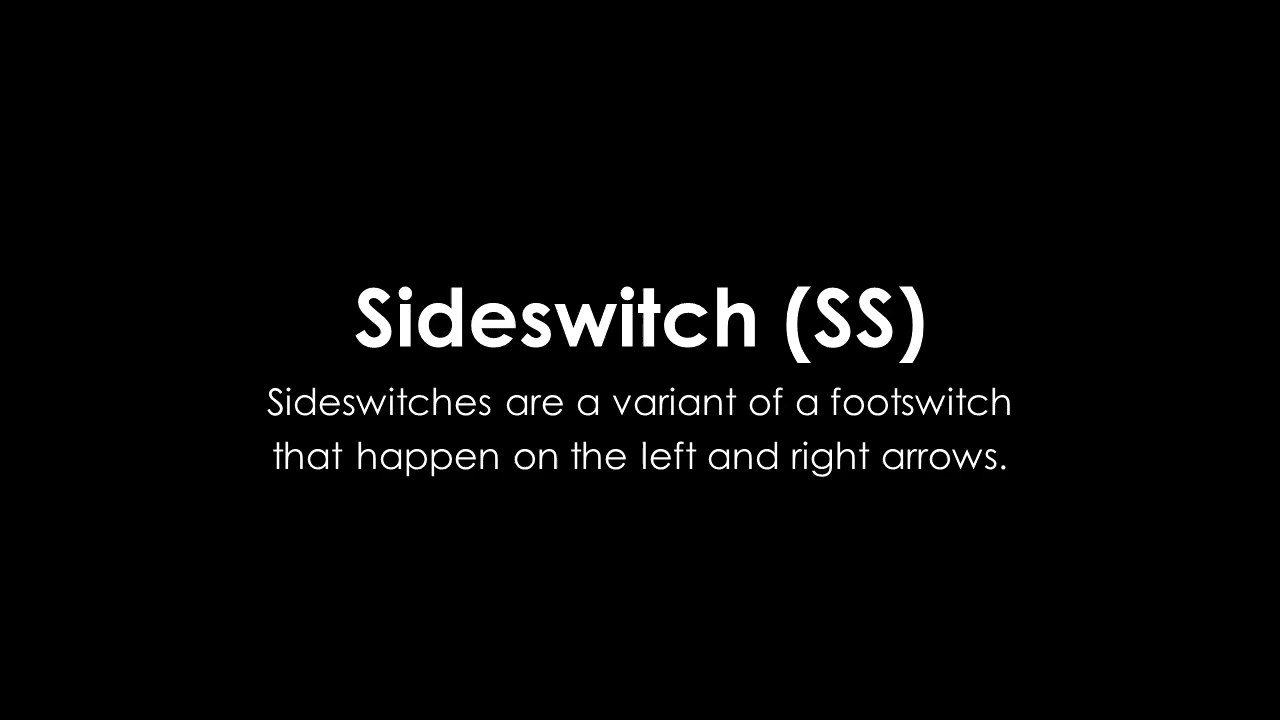 Sideswitch (SS)
Sideswitches are a variant of a footswitch
that happen on the left and right arrows.